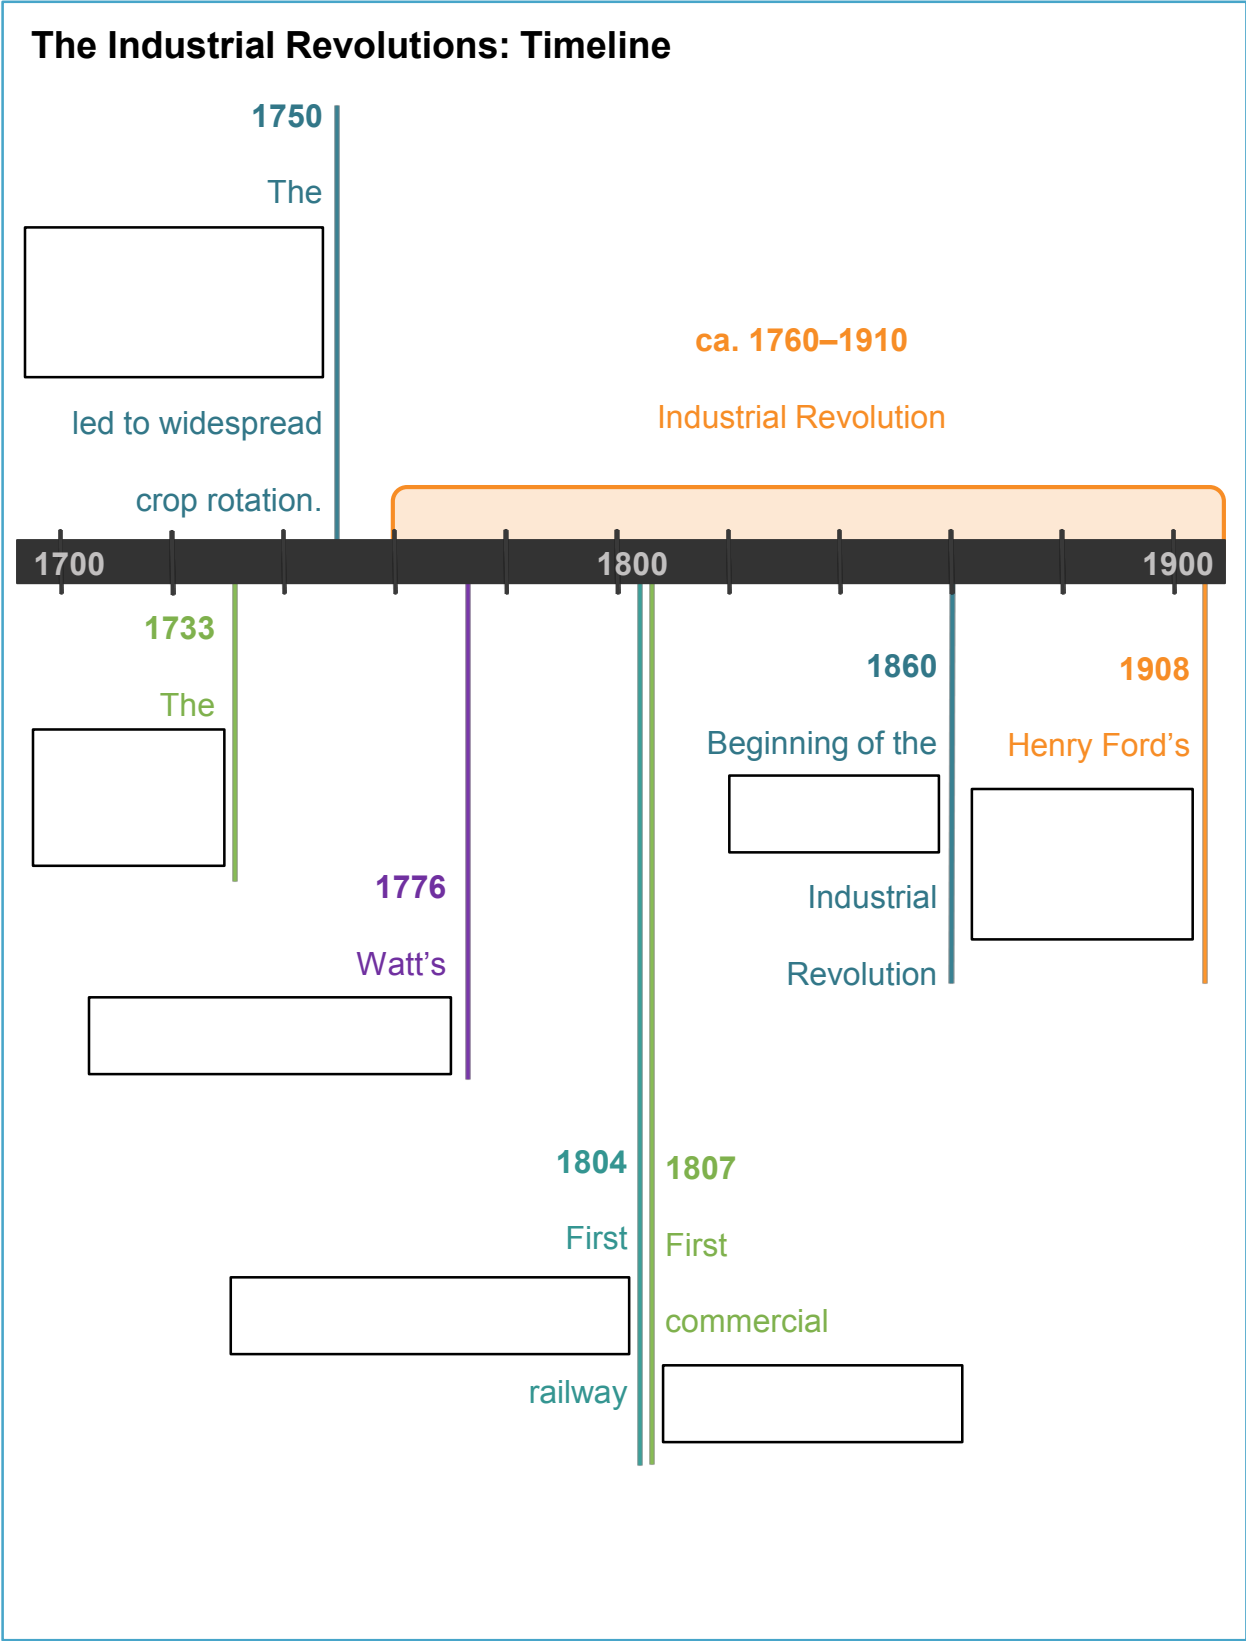 The Industrial Revolutions: Timeline
1750
The
led to widespread
crop rotation.
ca. 1760–1910
Industrial Revolution
1700
1800
1900
1733
The
1776
Watt’s
1804
First
railway
1807
First
commercial
1860
Beginning of the
Industrial
Revolution
1908
Henry Ford’s